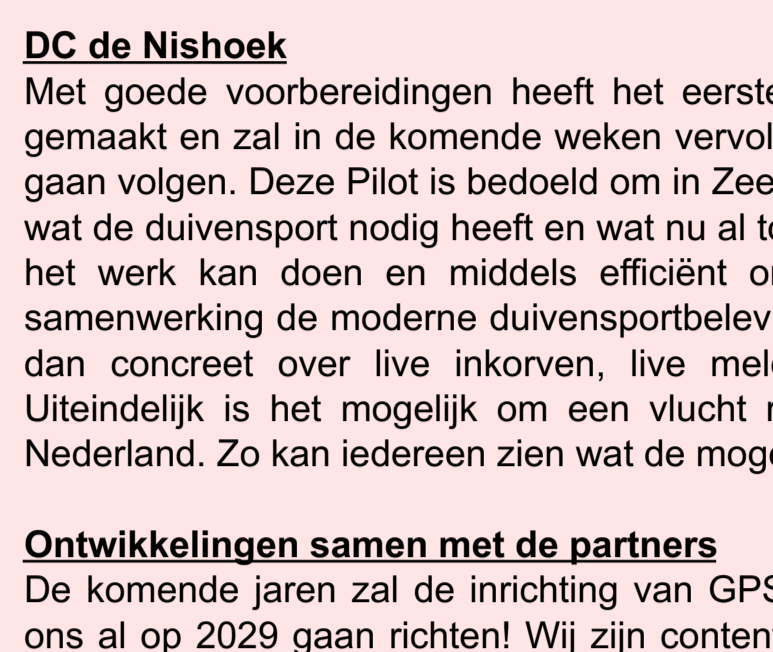 DC de Nishoek
Met goede voorbereidingen heeft het eerste
gemaakt en zal in de komende weken vervol
gaan volgen. Deze Pilot is bedoeld om in Zee
wat de duivensport nodig heeft en wat nu al to
het werk kan doen en middels efficiënt
samenwerking de moderne duivensportbelev
dan concreet over live inkorven, live
Uiteindelijk is het mogelijk om een vlucht
Nederland. Zo kan iedereen zien wat de
Ontwikkelingen samen met de partners
De komende jaren zal de inrichting van GPS
ons al op 2029 gaan richten! Wij zijn